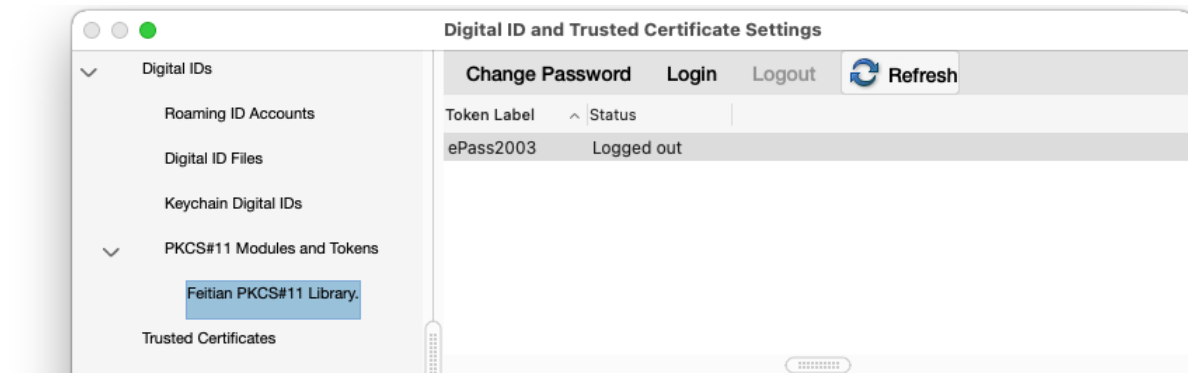 Digital ID and Trusted Certificate Settings
Digital IDs
Roaming ID Accounts
Digital ID Files
Keychain Digital IDs
PKCS#11 Modules and Tokens
Feitian PKCS#11 Library.
Trusted Certificates
Change Password Login Logout Refresh
Token Label Status
ePass2003 Logged out